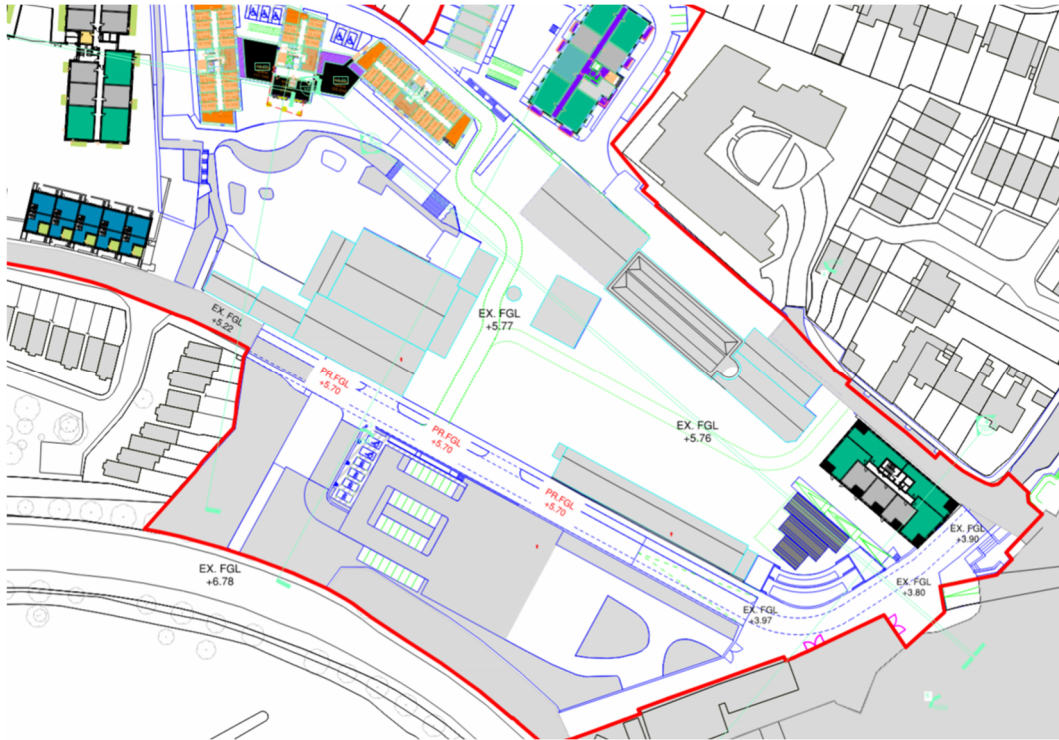 EX. FGL
+5.22
EX. FGL
+5.77
PR.FGL
+5.70
PR.FGL
+5.70
EX. FGL
+5.76
PR.FGL
+5.70
EX. FGL
+3.90
EX. FGL
+6.78
EX. FGL
+3.80
EX. FGL
+3.97